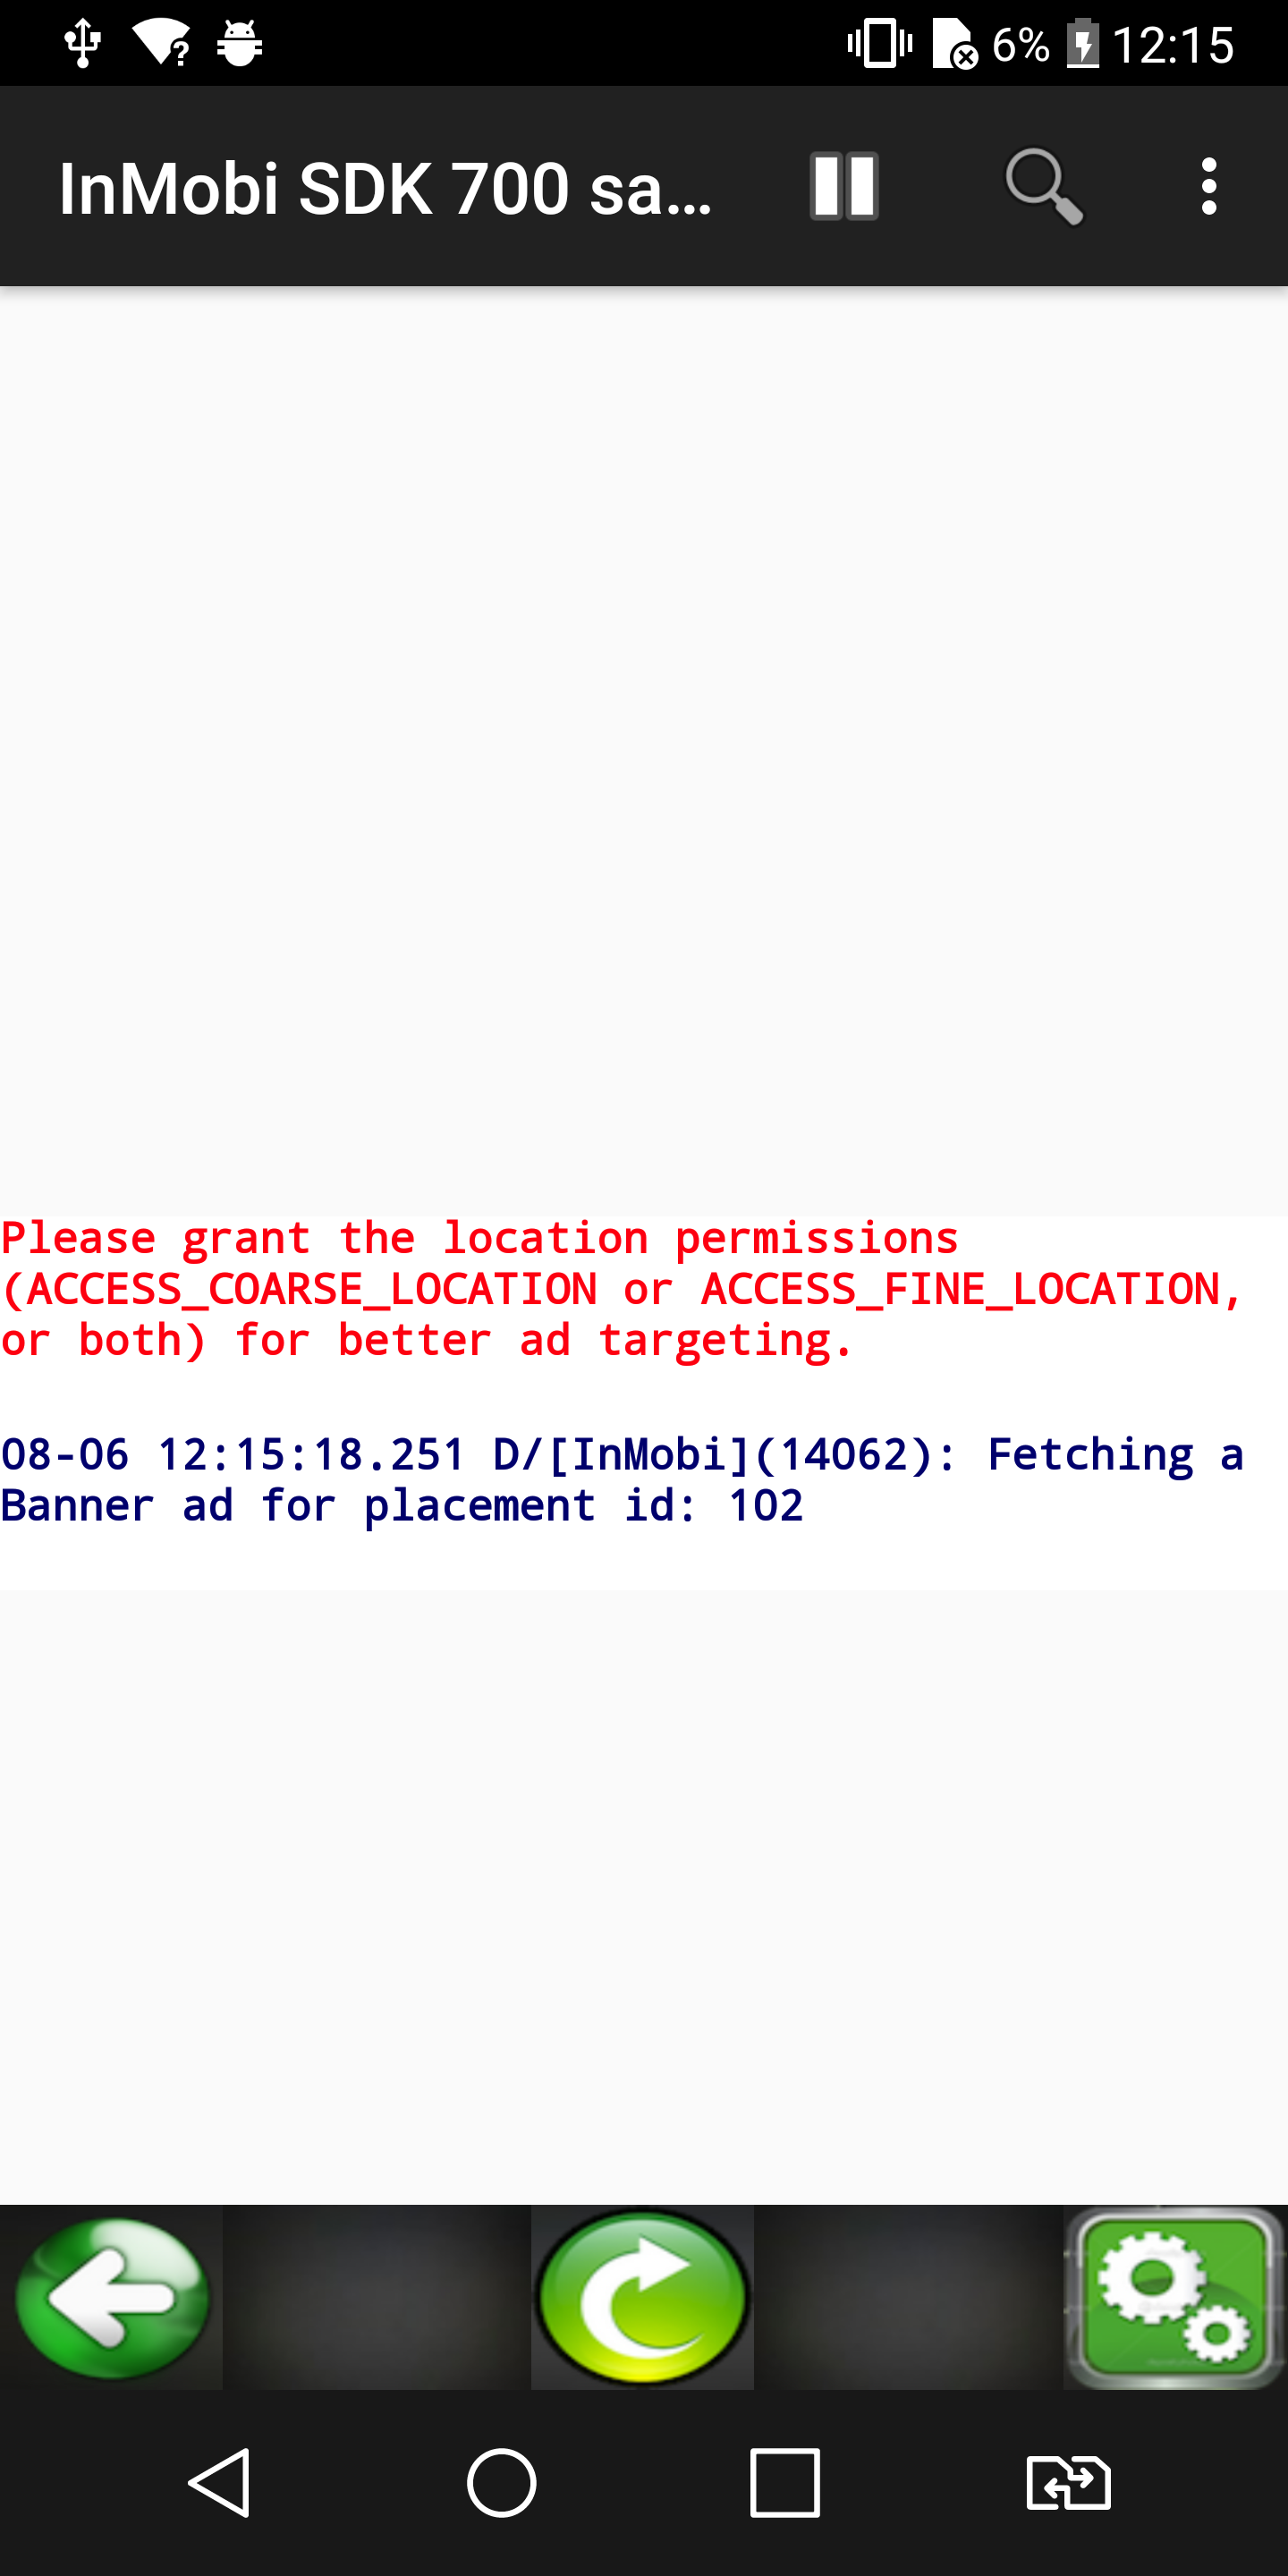 6% 12:15
InMobi SDK 700 sa...
Please grant the location permissions
(ACCESS_COARSE_LOCATION or ACCESS_FINE_LOCATION,
or both) for better ad targeting.
08-06 12:15:18.251 D/[InMobi](14062): Fetching a
Banner ad for placement id: 102